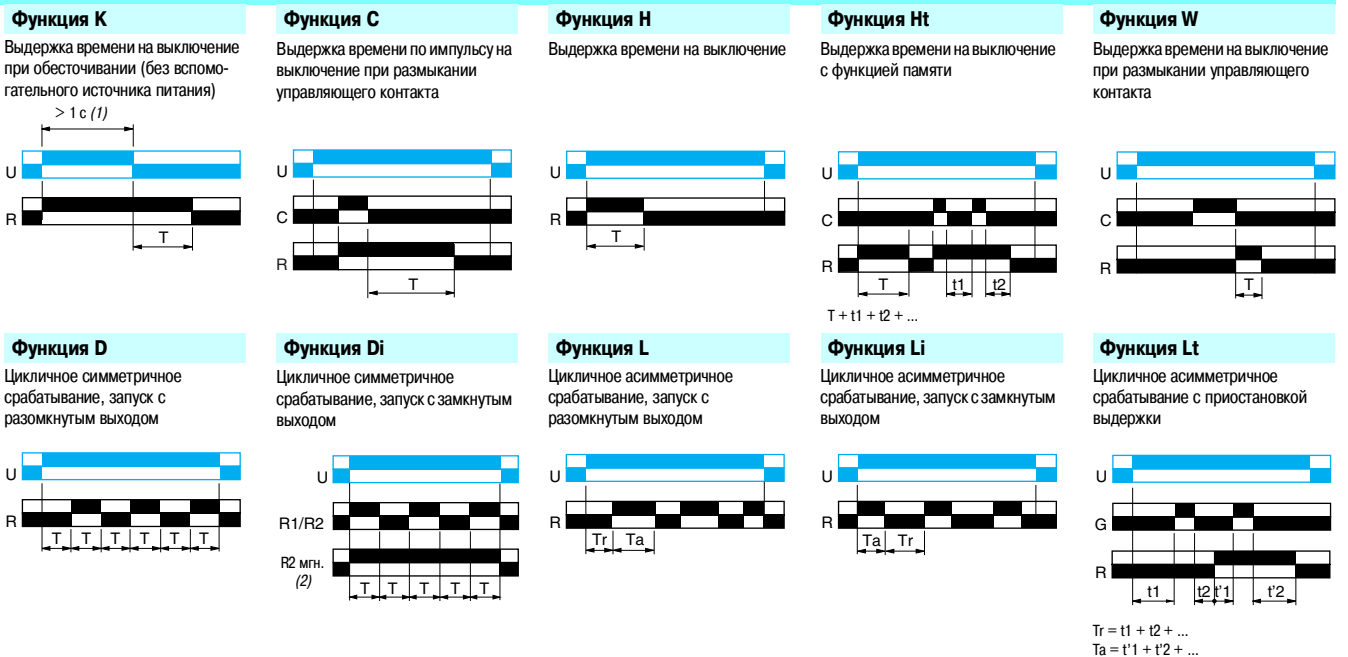 Функция K
Выдержка времени на выключение
при обесточивании (без вспомо-
гательного источника питания)
> 1 с (1)
U
R
T
Функция C
Выдержка времени по импульсу на
выключение при размыкании
управляющего контакта
U
C
R
T
Функция H
Выдержка времени на выключение
U
R
T
Функция Ht
Выдержка времени на выключение
с функцией памяти
U
C
R
T t1 t2
T + t1 + t2 + ...
Функция W
Выдержка времени на выключение
при размыкании управляющего
контакта
U
C
R
T
Функция D
Цикличное симметричное
срабатывание, запуск с
разомкнутым выходом
U
R
T T T T T T
Функция Di
Цикличное симметричное
срабатывание, запуск с замкнутым
выходом
U
R1/R2
R2 мгн.
(2)
T T T T T
Функция L
Цикличное асимметричное
срабатывание, запуск с
разомкнутым выходом
U
R
Tr Ta
Функция Li
Цикличное асимметричное
срабатывание, запуск с замкнутым
выходом
U
R
Ta Tr
Функция Lt
Цикличное асимметричное
срабатывание с приостановкой
выдержки
U
G
R
t1 t2 t'1 t'2
Tr = t1 + t2 + ...
Ta = t'1 + t'2 + ...